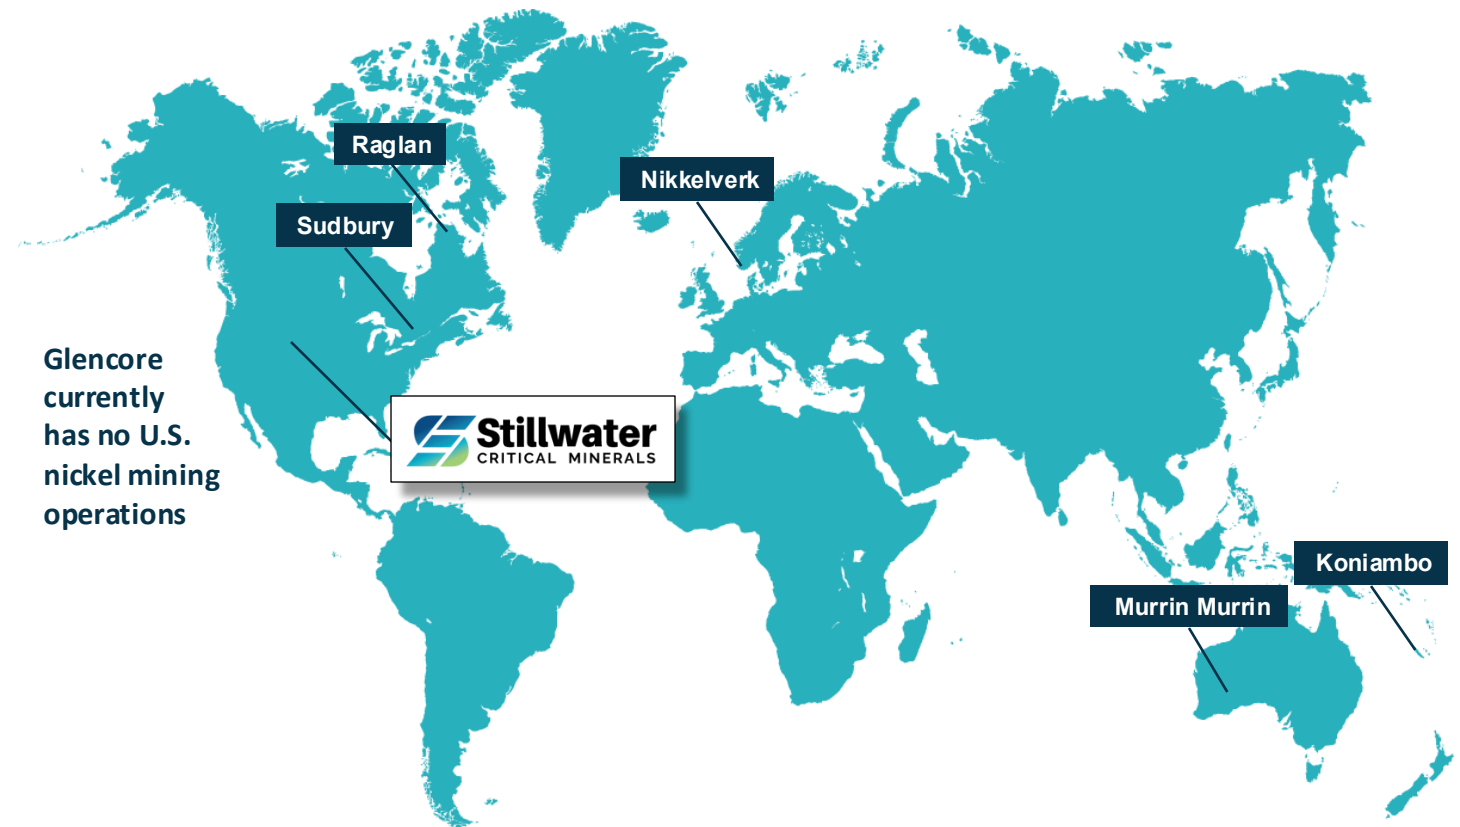 Raglan
Nikkelverk
Sudbury
Glencore
currently
has no U.S.
nickel mining
operations
Stillwater
CRITICAL MINERALS
Koniambo
Murrin Murrin